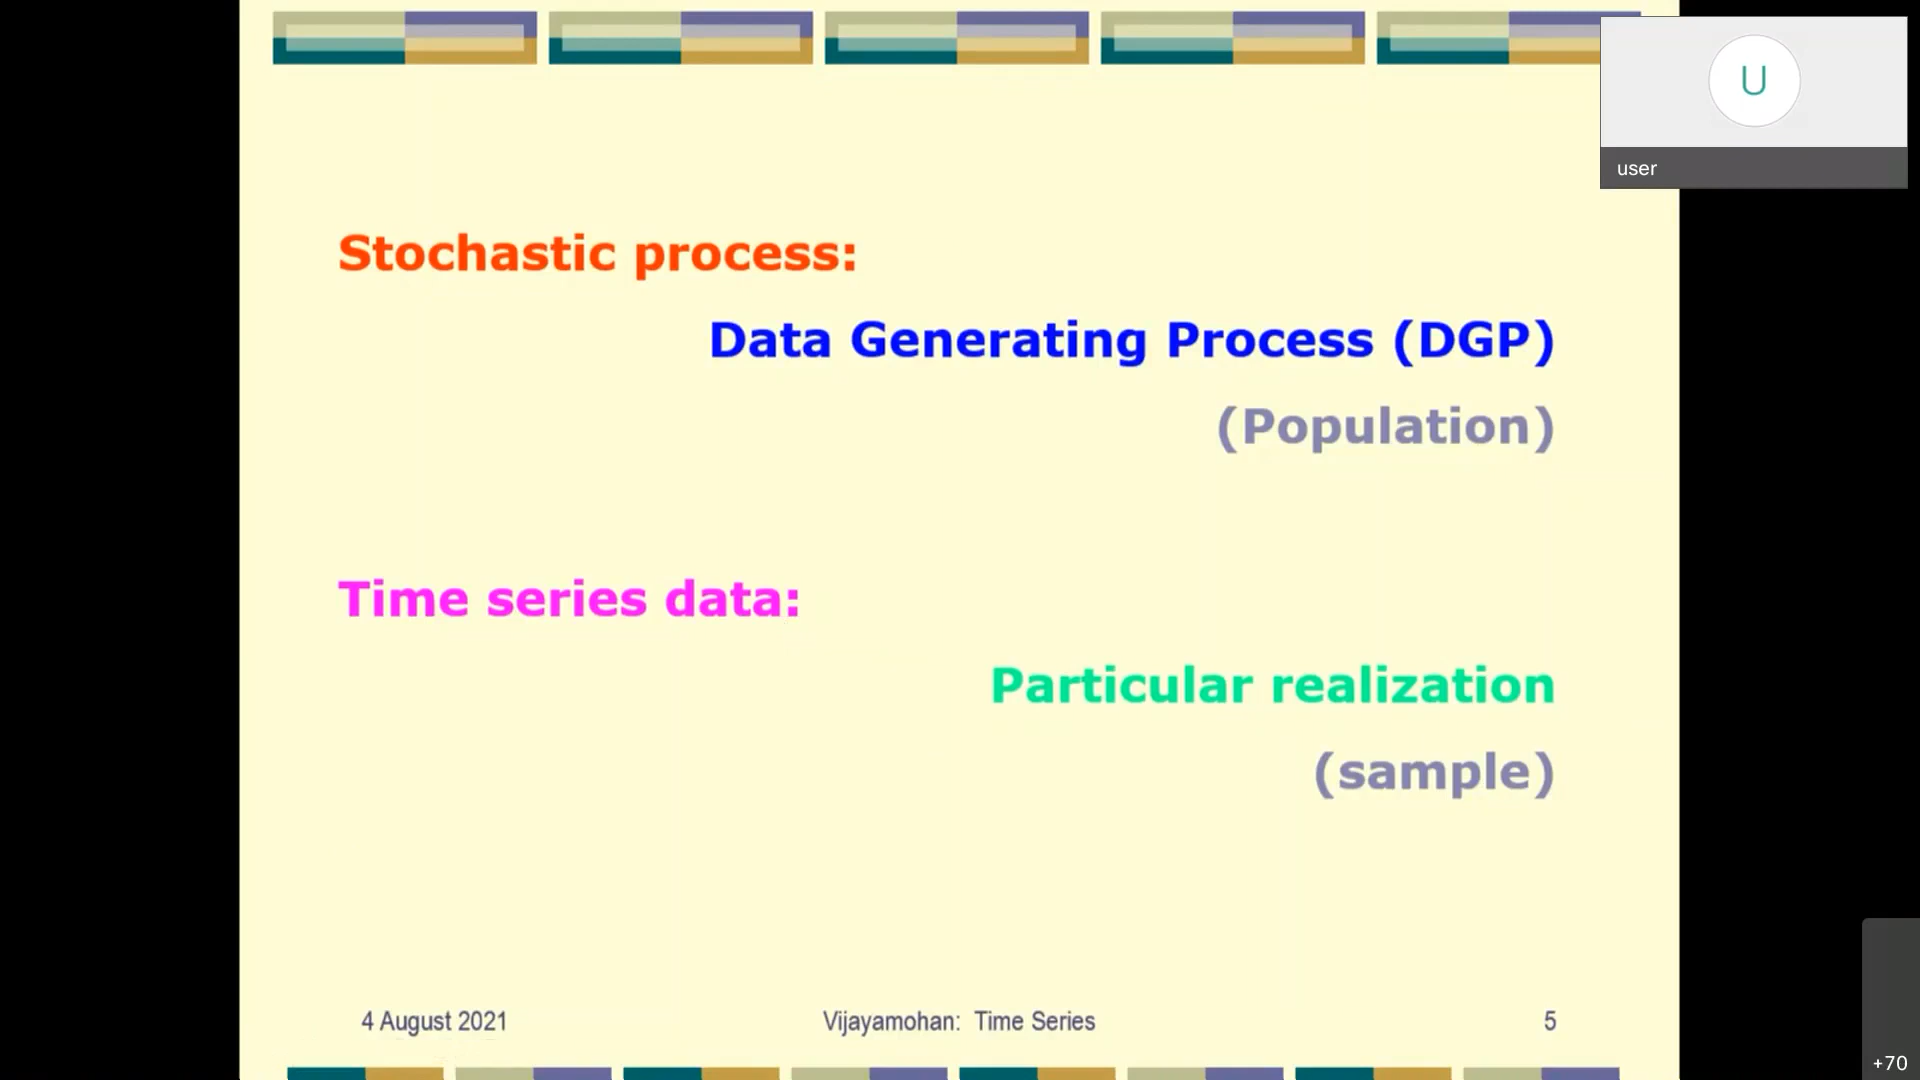 U
user
Stochastic process:
Data Generating Process (DGP)
(Population)
Time series data:
Particular realization
(sample)
4 August 2021
Vijayamohan: Time Series
5
+70